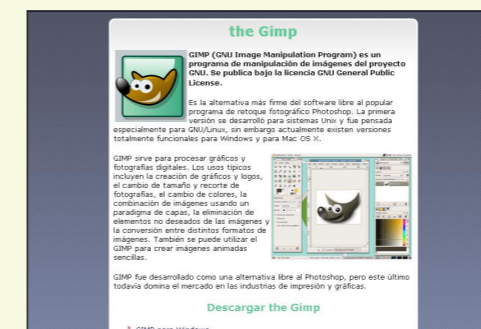 the Gimp
GIMP (GNU Image Manipulation Program) es un
programa de manipulación de imágenes del proyecto
GNU. Se publica bajo la licencia GNU General Public
License.
Es la alternativa más firme del software libre al popular
programa de retoque fotográfico Photoshop. La primera
versión se desarrolló para sistemas Unix y fue pensada
especialmente para GNU/Linux, sin embargo actualmente existen versiones
totalmente funcionales para Windows y para Mac OS X.
GIMP sirve para procesar gráficos y
fotografías digitales. Los usos típicos
incluyen la creación de gráficos y logos,
el cambio de tamaño y recorte de
fotografías, el cambio de colores, la
combinación de imágenes usando un
paradigma de capas, la eliminación de
elementos no deseados de las imágenes y
la conversión entre distintos formatos de
imágenes. También se puede utilizar el
GIMP para crear imágenes animadas
sencillas.
GIMP fue desarrollado como una alternativa libre al Photoshop, pero este último
todavía domina el mercado en las industrias de impresión y gráficas.
Descargar the Gimp
GIMP para Windows